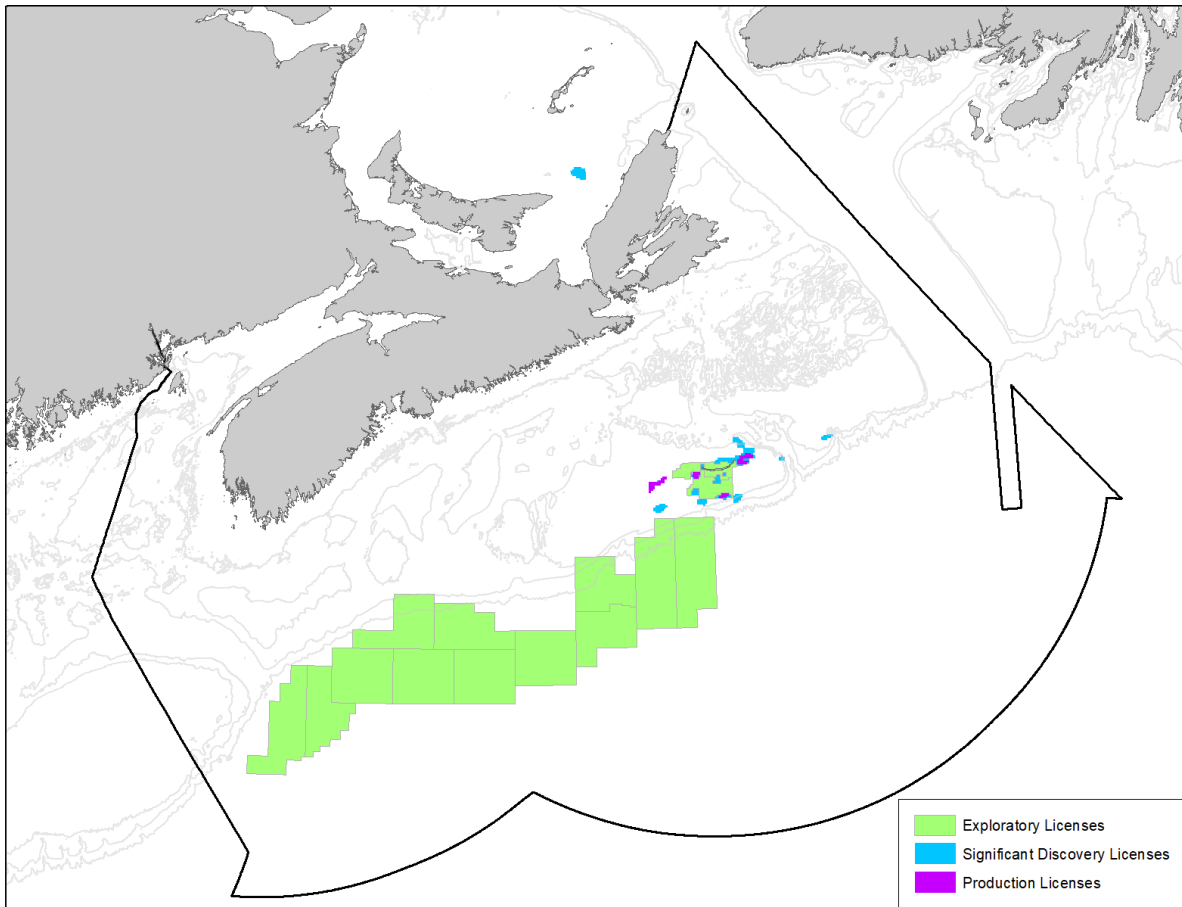 Exploratory Licenses
Significant Discovery Licenses
Production Licenses